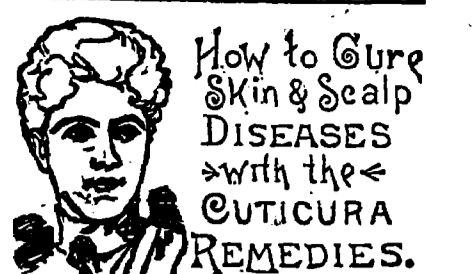 How to Cure
Skin & Scalp
DISEASES
with the
CUTICURA
REMEDIES.